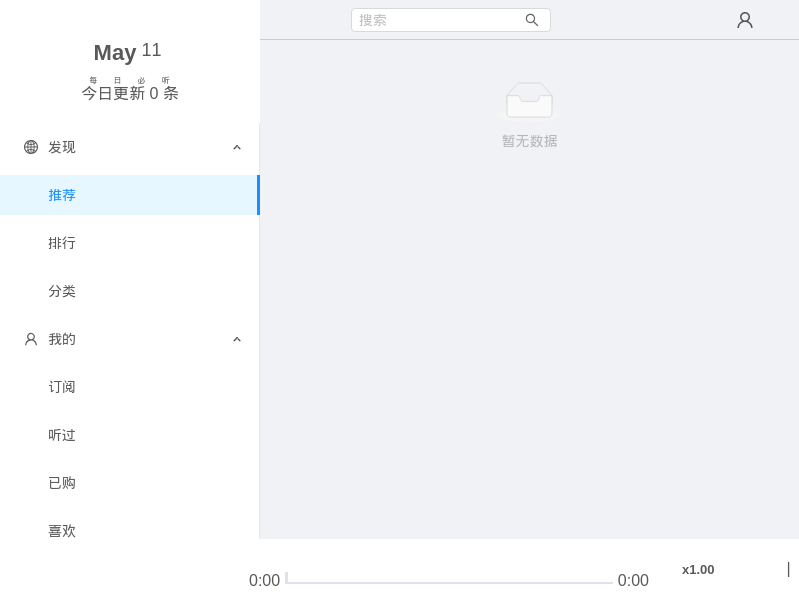 May 11
每日必听
今日更新 0 条
发现
推荐
排行
分类
我的
订阅
听过
已购
喜欢
搜索
暂无数据
0:00
0:00
x1.00